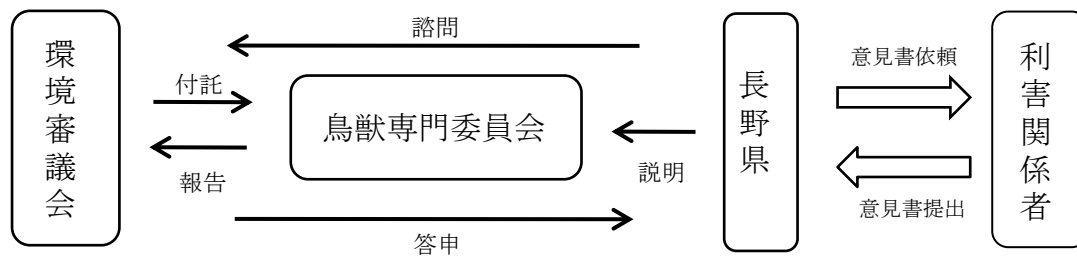 環境審議会
諮問
付託
報告
鳥獣専門委員会
説明
答申
長野県
意見書依頼
意見書提出
利害関係者